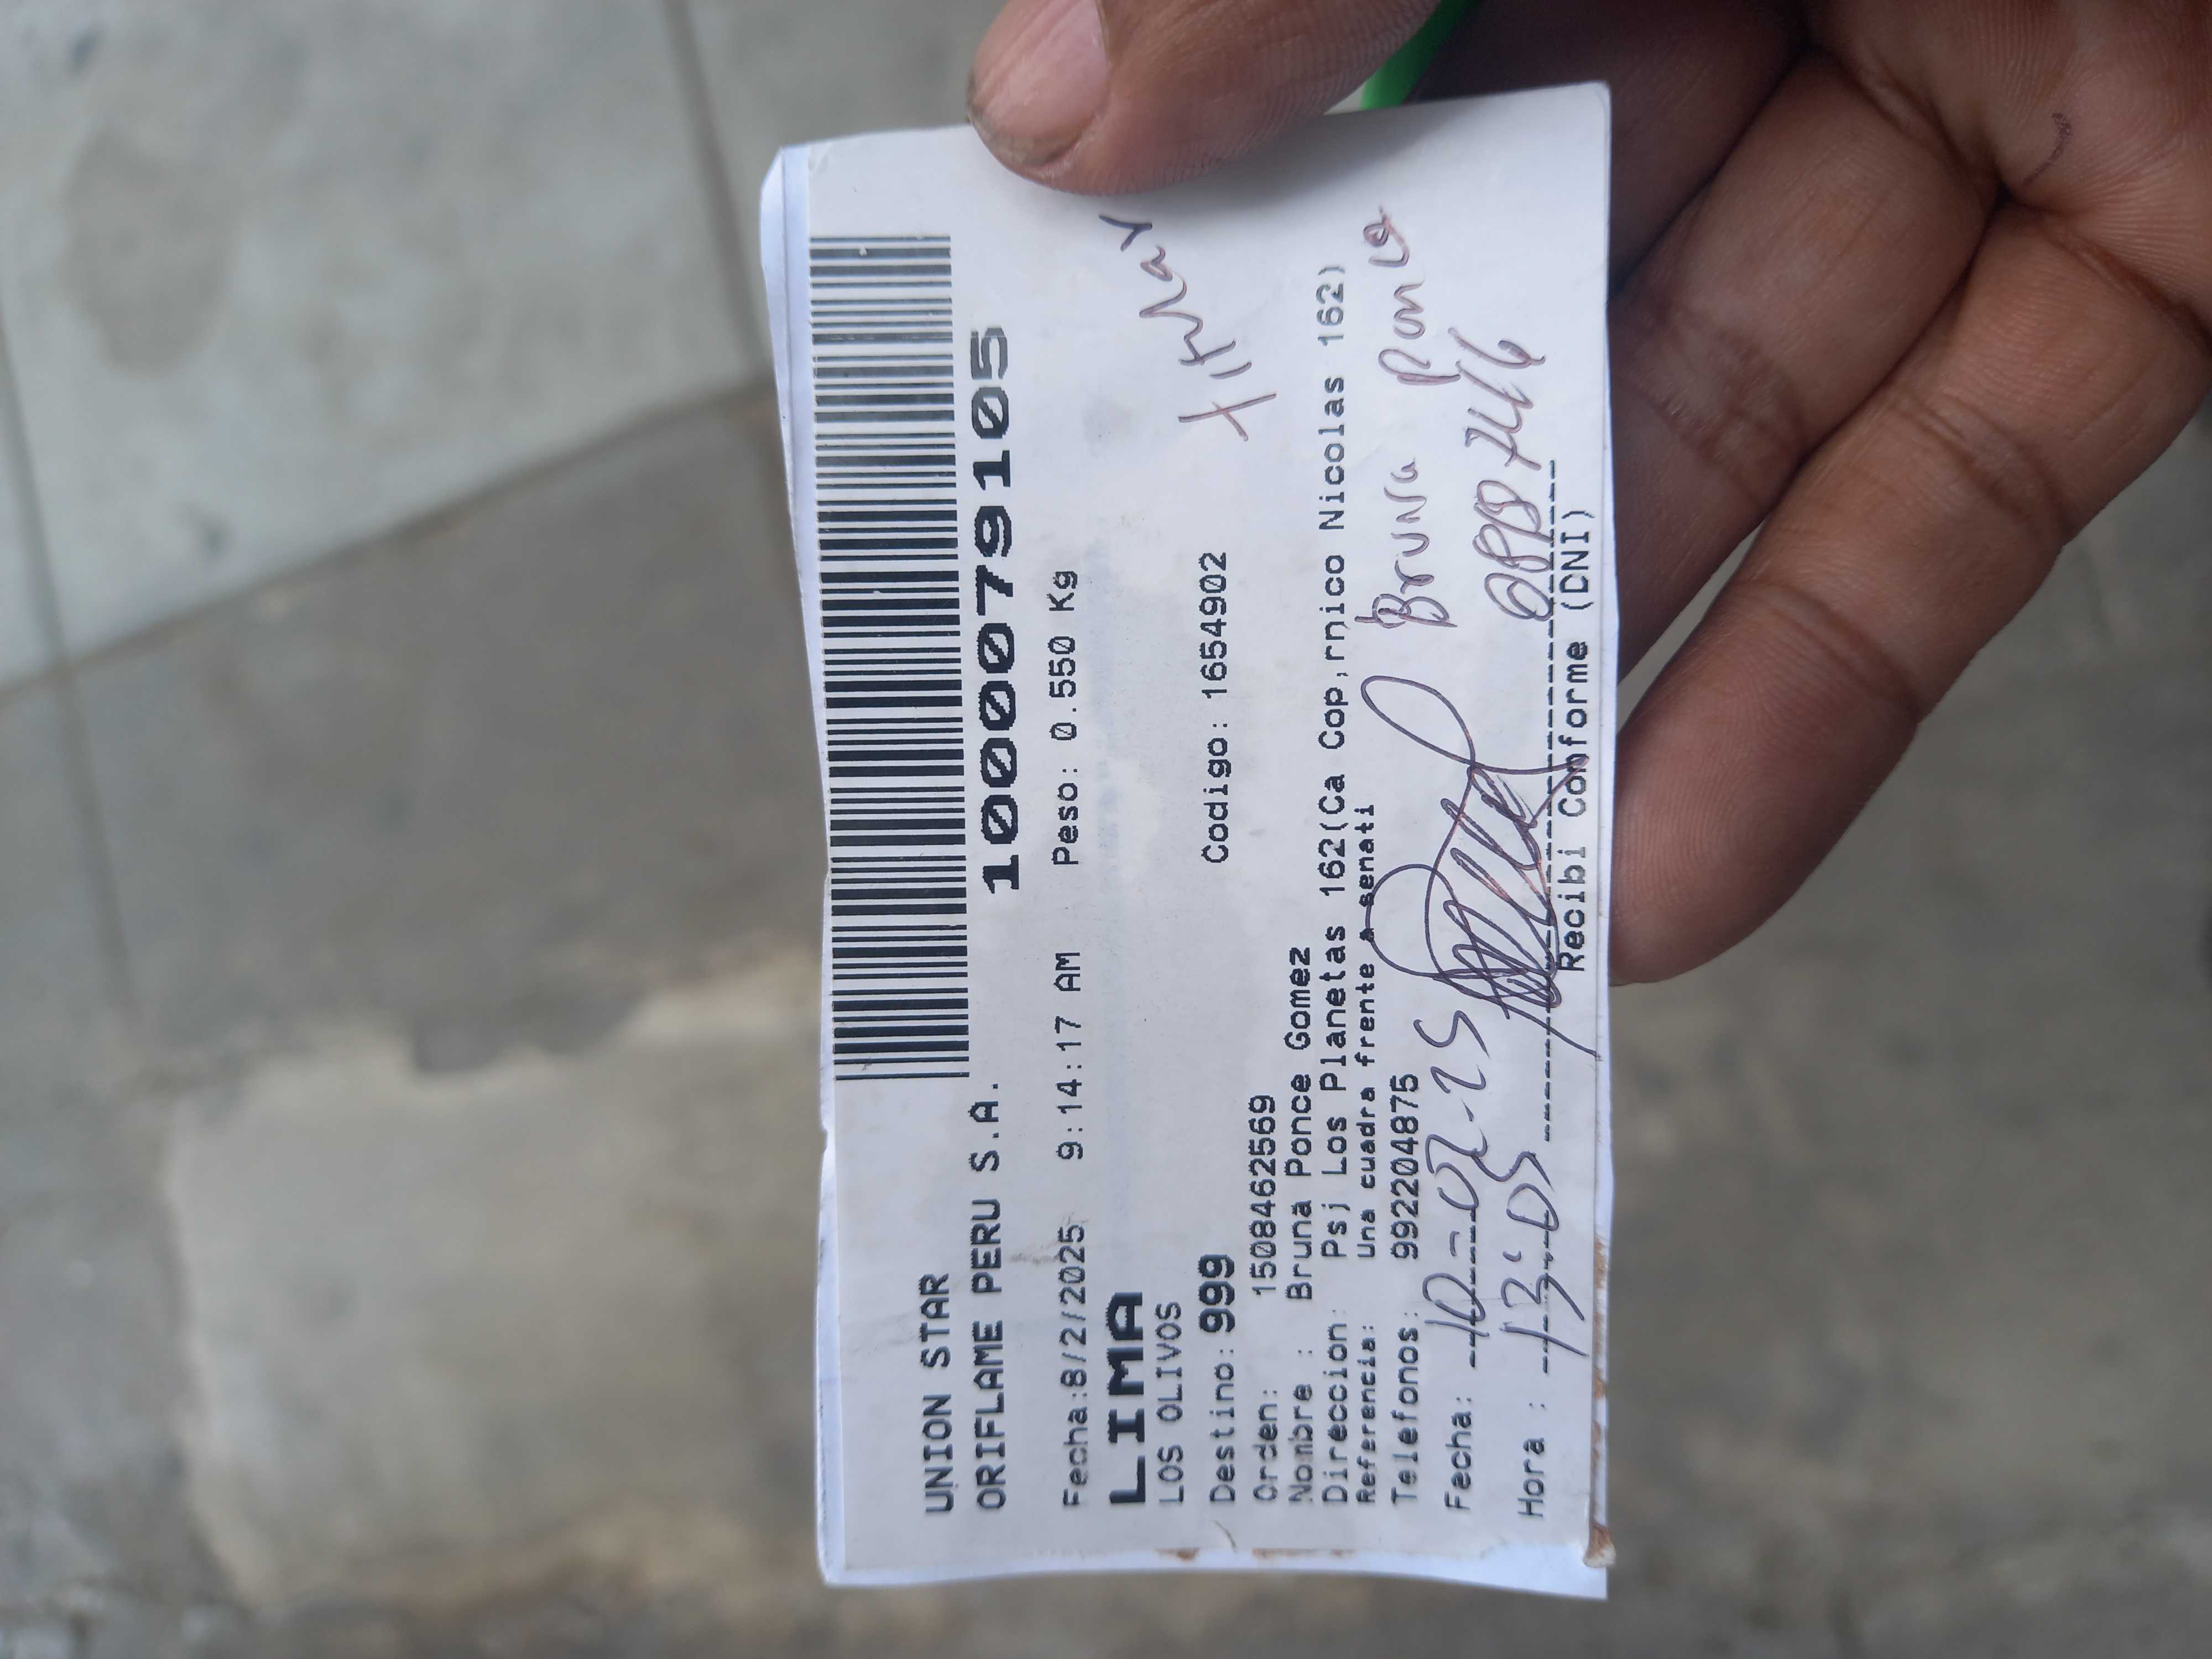 UNION STAR
ORIFLAME PERU S.A.
1000791105
Fecha:8/2/2025 9:14:17 AM Peso: 0.550 Kg
LIMA
LOS OLIVOS
Destino: 999 Codigo: 1654902
titular
Orden: 1508462569
Nombre : Bruna Ponce Gomez
Direccion : Psj Los Planetas 162(Ca Cop,rnico Nicolas 162)
Referencia: una cuadra frente a senati
Telefonos: 992204875
Bruna Ponce
Fecha: 10-02-25
Hora : 13:05
Recibi Conforme (DNI)